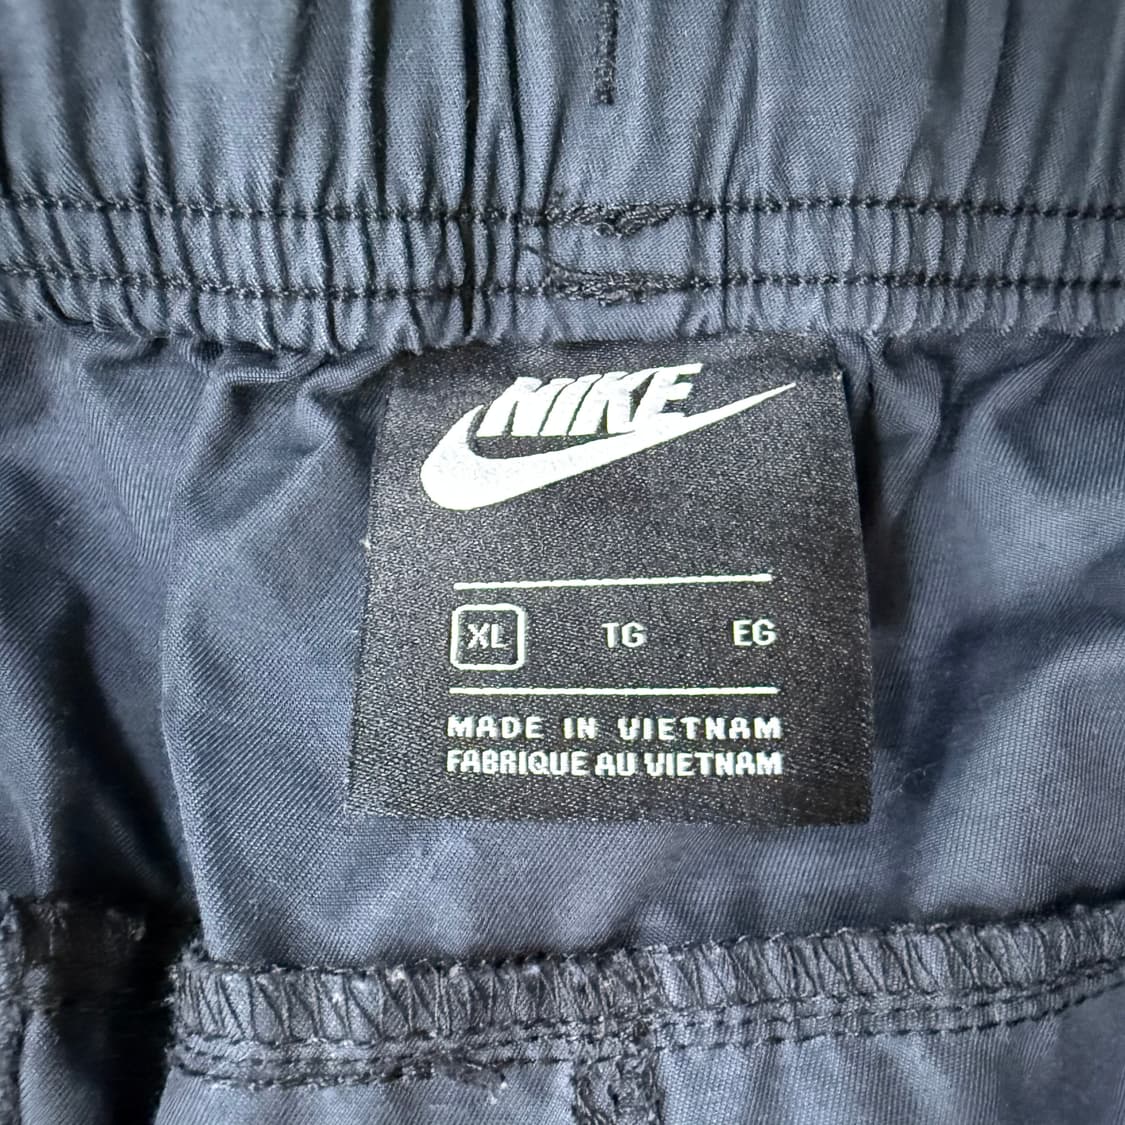 NIKE
XL TG EG
MADE IN VIETNAM
FABRIQUE AU VIETNAM